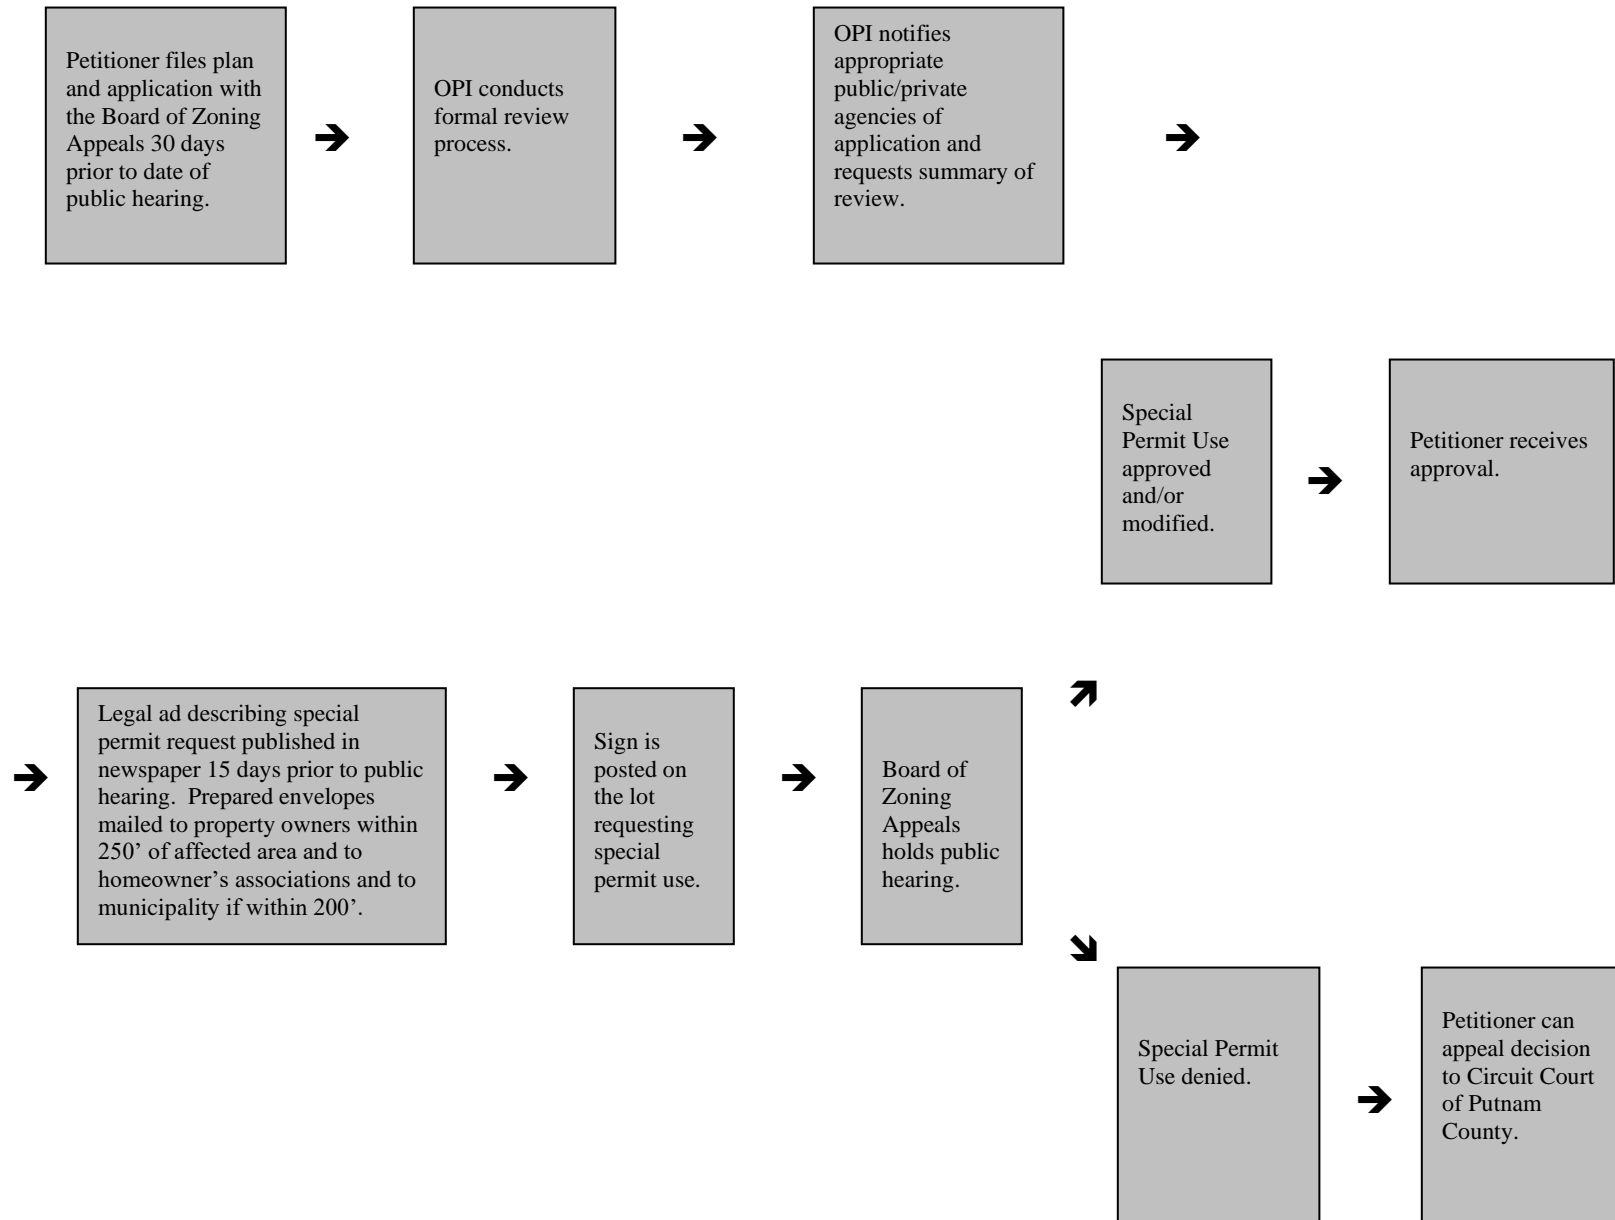 Petitioner files plan
and application with
the Board of Zoning
Appeals 30 days
prior to date of
public hearing.
OPI conducts
formal review
process.
OPI notifies
appropriate
public/private
agencies of
application and
requests summary of
review.
Special
Permit Use
approved
and/or
modified.
Petitioner receives
approval.
Legal ad describing special
permit request published in
newspaper 15 days prior to public
hearing.  Prepared envelopes
mailed to property owners within
250’ of affected area and to
homeowner’s associations and to
municipality if within 200’.
Sign is
posted on
the lot
requesting
special
permit use.
Board of
Zoning
Appeals
holds public
hearing.
Special Permit
Use denied.
Petitioner can
appeal decision
to Circuit Court
of Putnam
County.